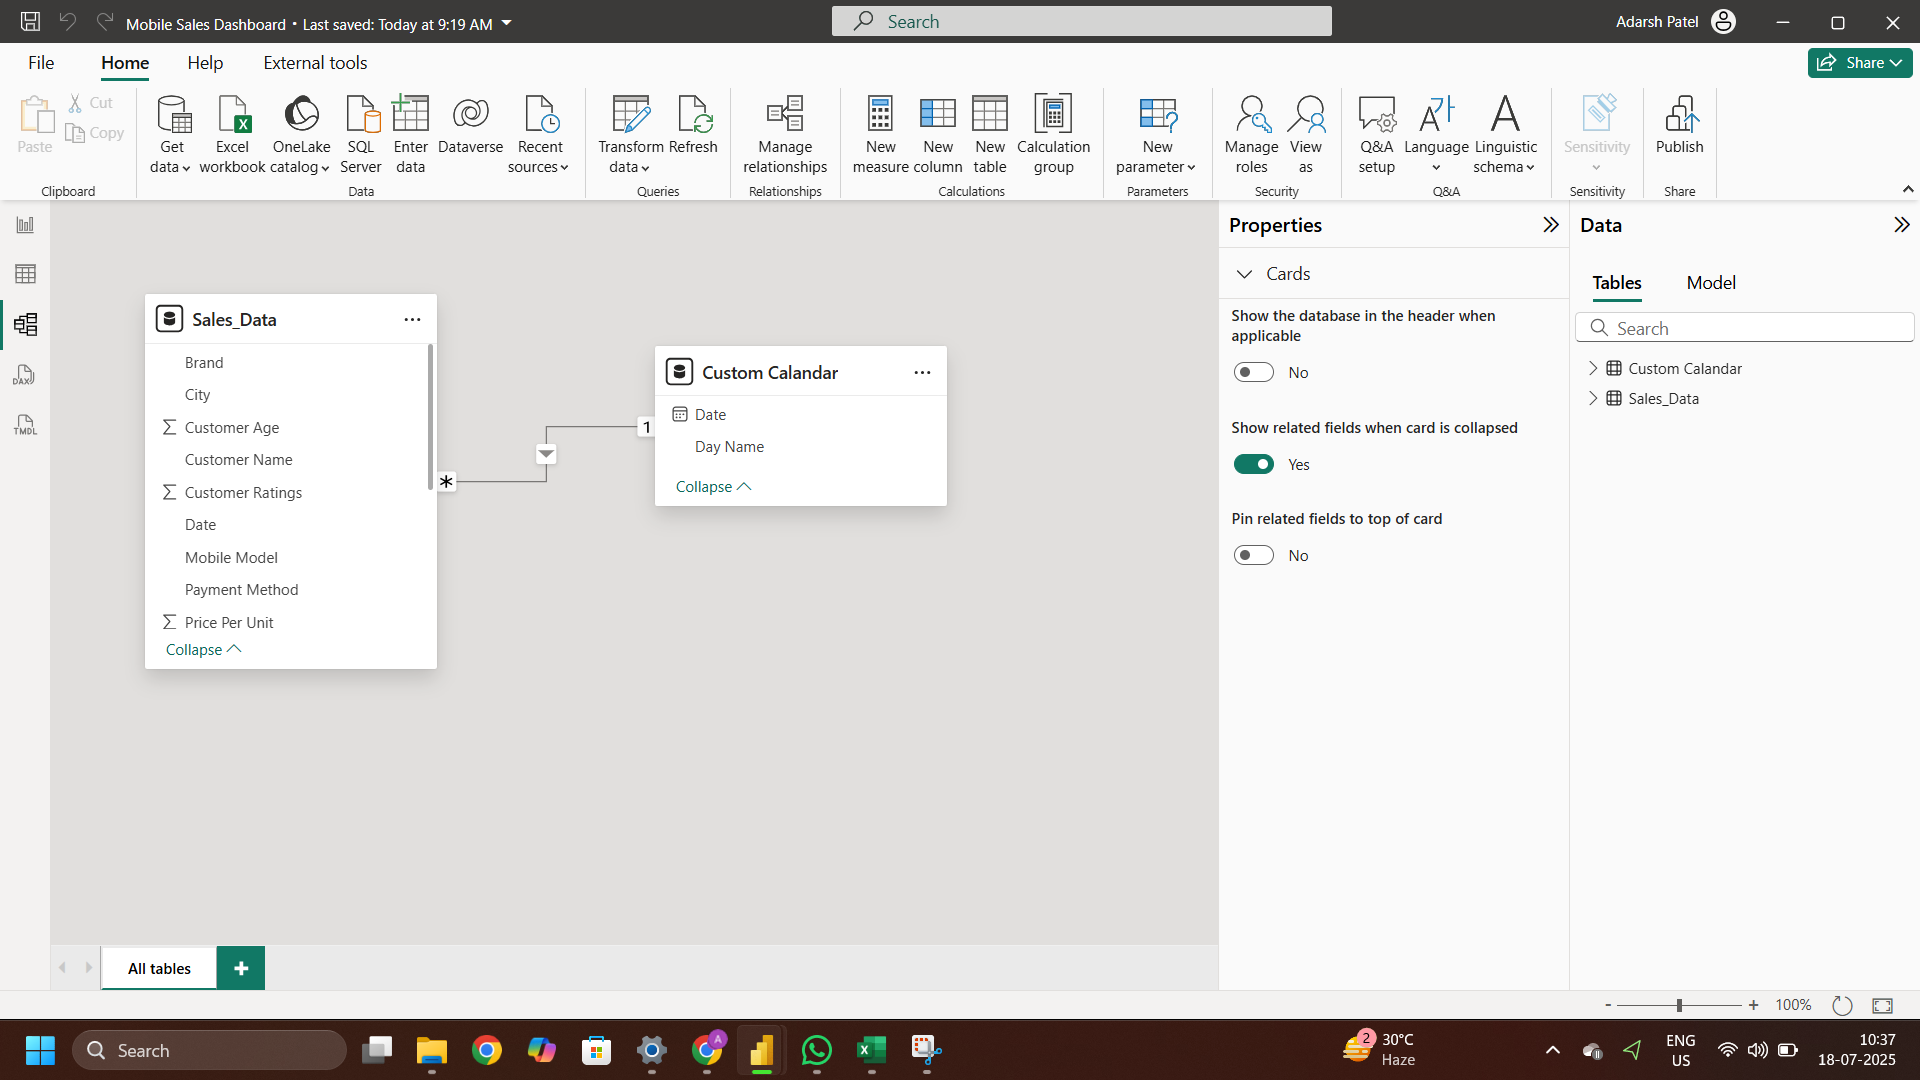 Mobile Sales Dashboard • Last saved: Today at 9:19 AM
Search
Adarsh Patel
File
Home
Help
External tools
Share
Paste
Cut
Copy
Clipboard
Get data
Excel workbook
OneLake catalog
SQL Server
Enter data
Dataverse
Recent sources
Data
Transform data
Refresh
Queries
Manage relationships
Relationships
New measure
New column
New table
Calculation group
Calculations
New parameter
Parameters
Manage roles
View as
Security
Q&A setup
Language
Linguistic schema
Q&A
Sensitivity
Sensitivity
Publish
Share
DAX
TMDL
Sales_Data
Brand
City
Customer Age
Customer Name
Customer Ratings
Date
Mobile Model
Payment Method
Price Per Unit
Collapse
*
1
Custom Calandar
Date
Day Name
Collapse
Properties
Cards
Show the database in the header when
applicable
No
Show related fields when card is collapsed
Yes
Pin related fields to top of card
No
Data
Tables
Model
Search
Custom Calandar
Sales_Data
All tables
+
- + 100%
Search
A
2
30°C
Haze
ENG
US
10:37
18-07-2025